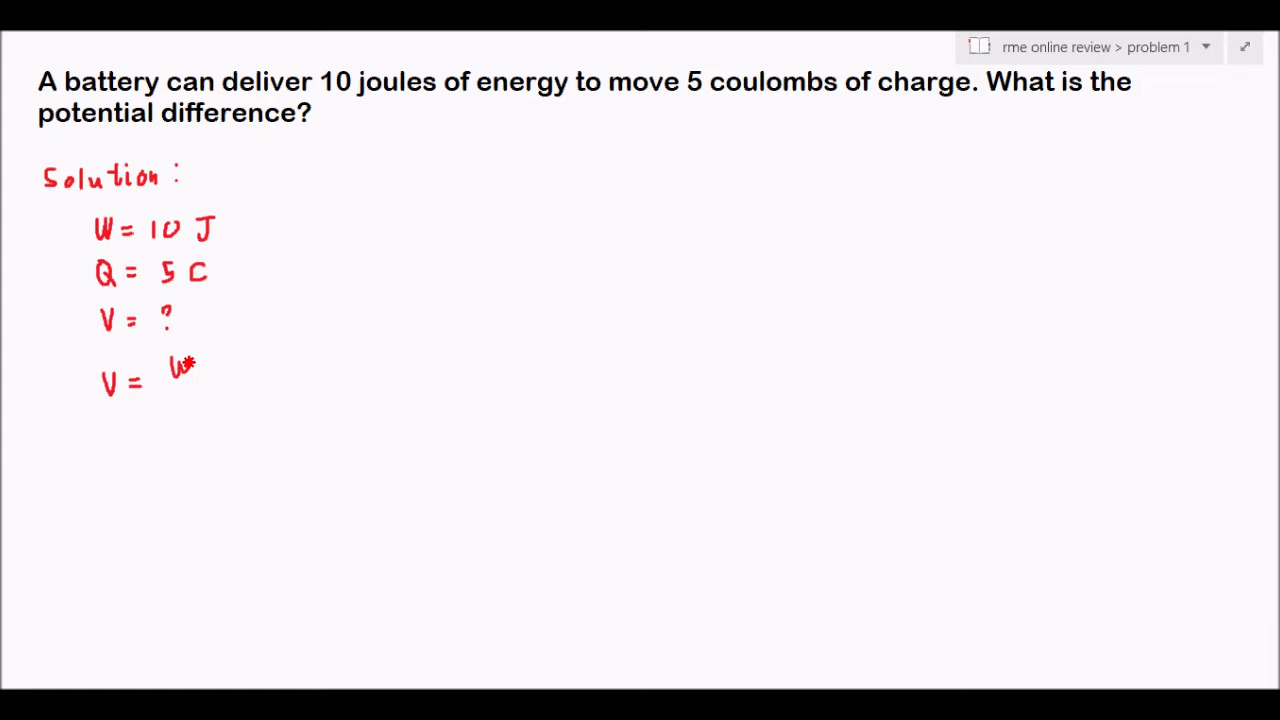 rme online review > problem 1
A battery can deliver 10 joules of energy to move 5 coulombs of charge. What is the
potential difference?
Solution:
W = 10 J
Q = 5 C
V = ?
V =